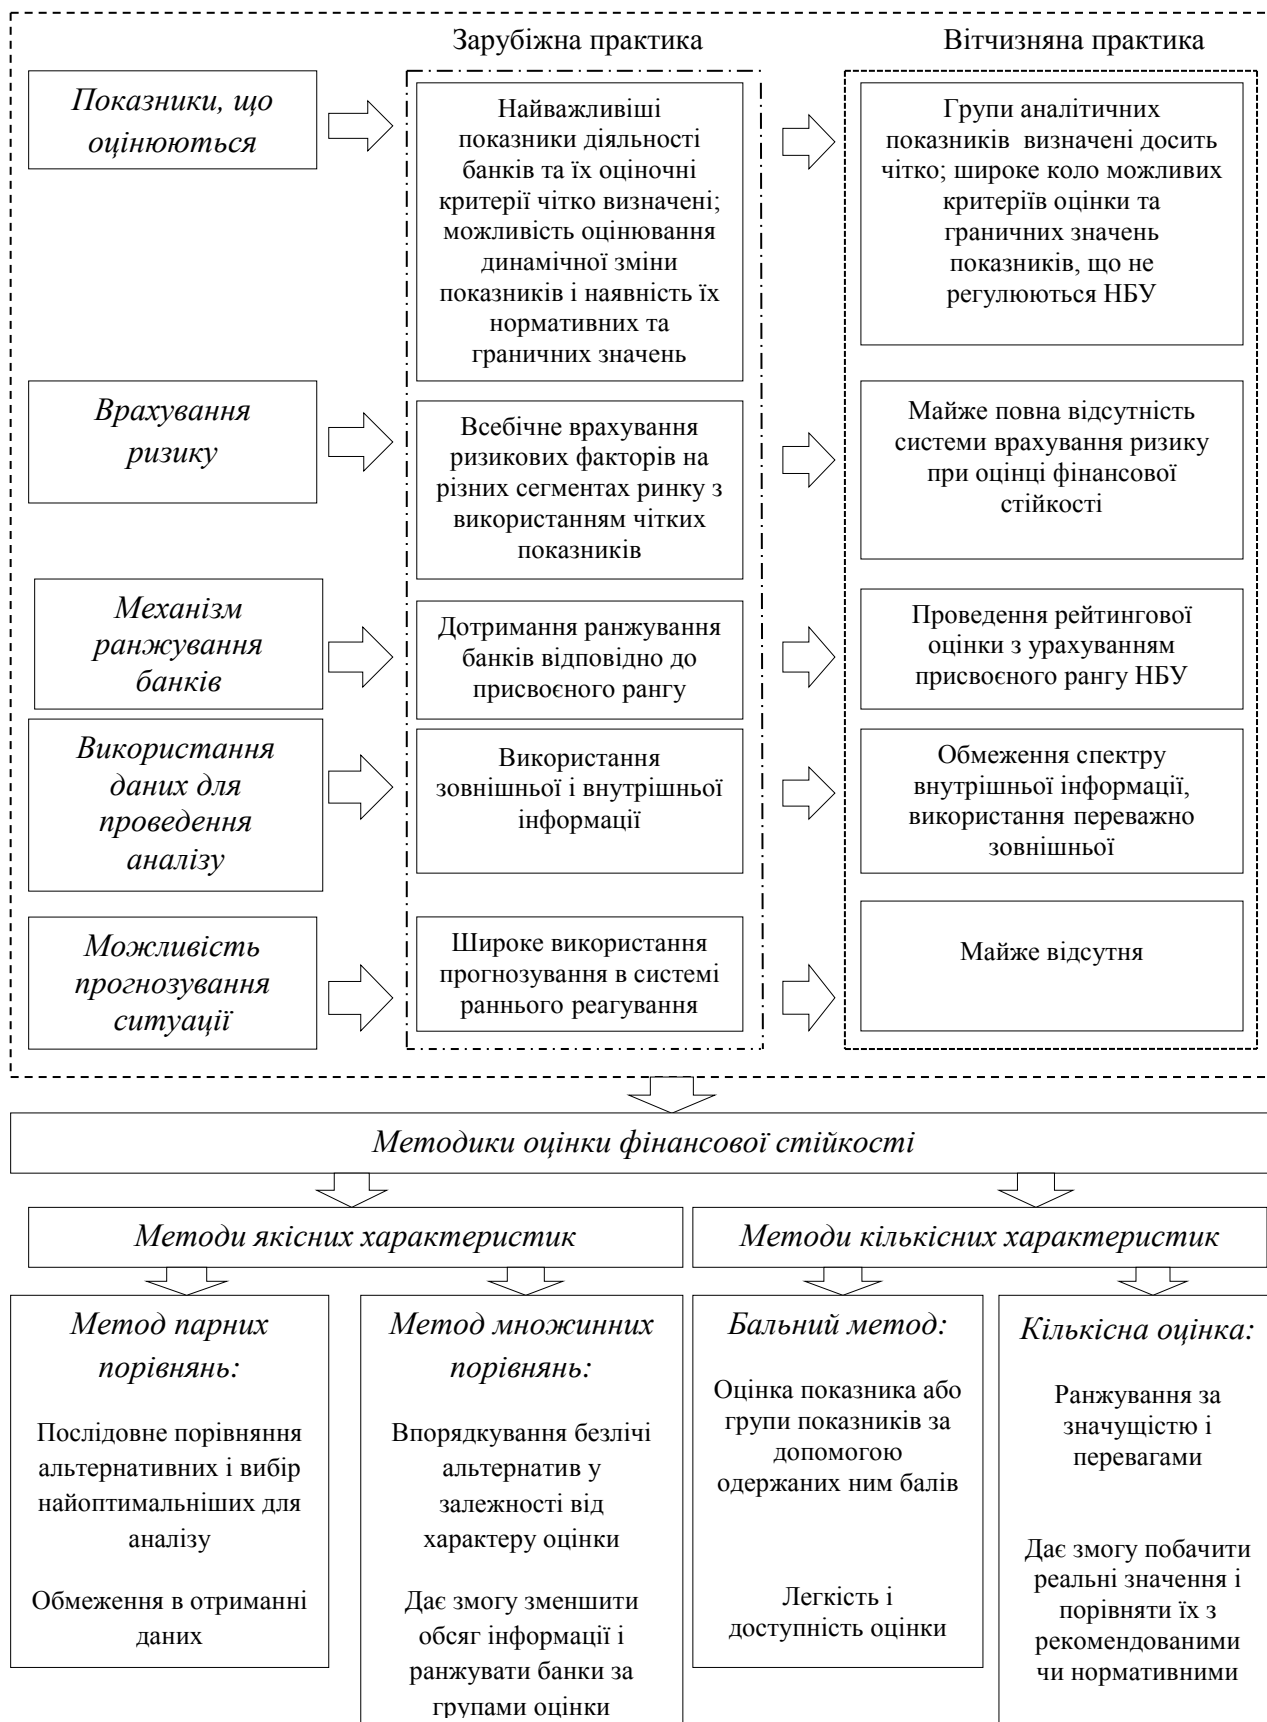 Зарубіжна практика
Вітчизняна практика
Показники, що
оцінюються
Найважливіші
показники діяльності
банків та їх оціночні
критерії чітко визначені;
можливість оцінювання
динамічної зміни
показників і наявність їх
нормативних та
граничних значень
Групи аналітичних
показників визначені досить
чітко; широке коло можливих
критеріїв оцінки та
граничних значень
показників, що не
регулюються НБУ
Врахування
ризику
Всебічне врахування
ризикових факторів на
різних сегментах ринку з
використанням чітких
показників
Майже повна відсутність
системи врахування ризику
при оцінці фінансової
стійкості
Механізм
ранжування
банків
Дотримання ранжування
банків відповідно до
присвоєного рангу
Проведення рейтингової
оцінки з урахуванням
присвоєного рангу НБУ
Використання
даних для
проведення
аналізу
Використання
зовнішньої і внутрішньої
інформації
Обмеження спектру
внутрішньої інформації,
використання переважно
зовнішньої
Можливість
прогнозування
ситуації
Широке використання
прогнозування в системі
раннього реагування
Майже відсутня
Методики оцінки фінансової стійкості
Методи якісних характеристик
Методи кількісних характеристик
Метод парних
порівнянь:
Послідовне порівняння
альтернативних і вибір
найоптимальніших для
аналізу
Обмеження в отриманні
даних
Метод множинних
порівнянь:
Впорядкування безлічі
альтернатив у
залежності від
характеру оцінки
Дає змогу зменшити
обсяг інформації і
ранжувати банки за
групами оцінки
Бальний метод:
Оцінка показника або
групи показників за
допомогою
одержаних ним балів
Легкість і
доступність оцінки
Кількісна оцінка:
Ранжування за
значущістю і
перевагами
Дає змогу побачити
реальні значення і
порівняти їх з
рекомендованими
чи нормативними